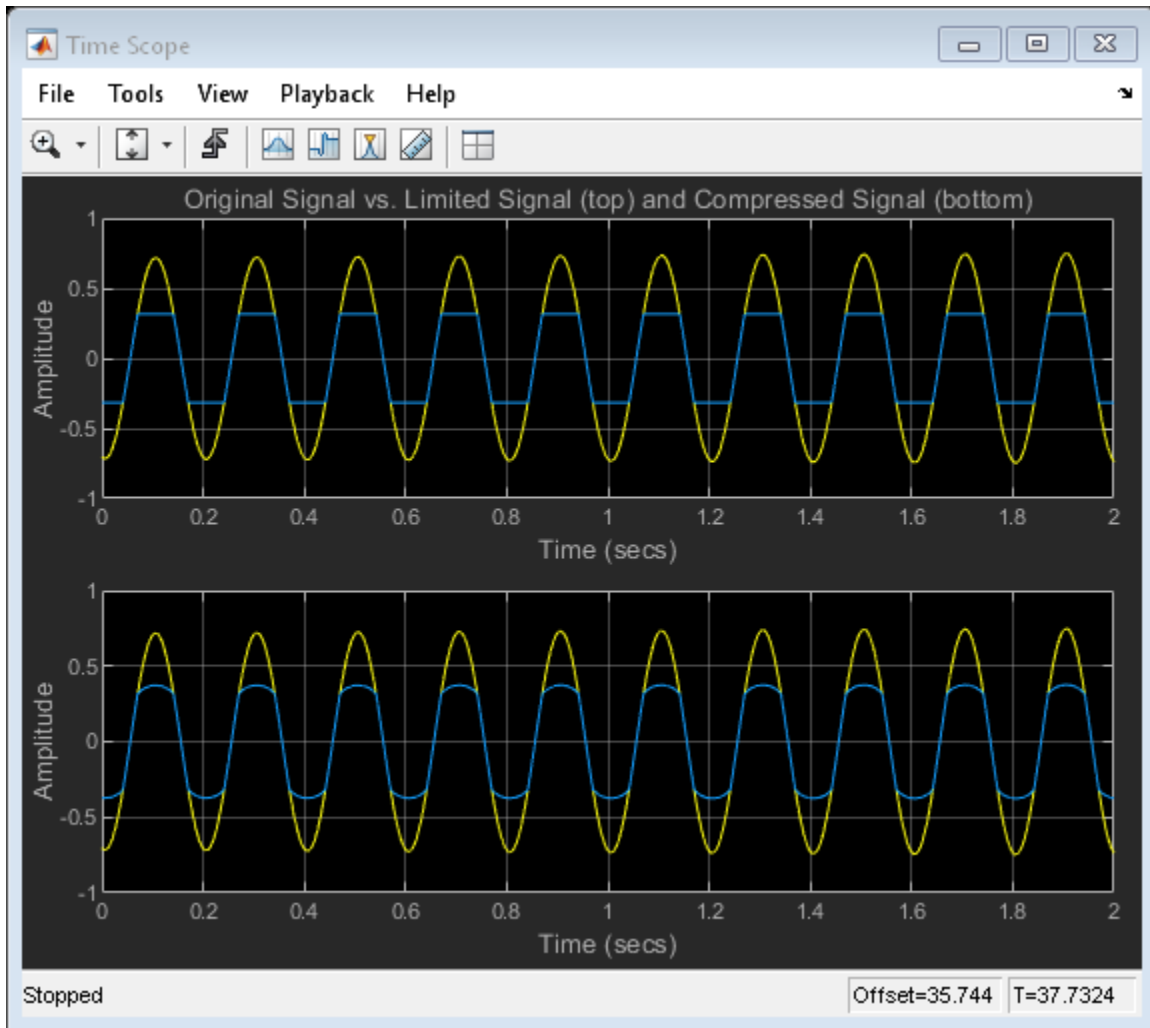 Time Scope
File Tools View Playback Help
Original Signal vs. Limited Signal (top) and Compressed Signal (bottom)
1
0.5
0
-0.5
-1
Amplitude
0 0.2 0.4 0.6 0.8 1 1.2 1.4 1.6 1.8 2
Time (secs)
1
0.5
0
-0.5
-1
Amplitude
0 0.2 0.4 0.6 0.8 1 1.2 1.4 1.6 1.8 2
Time (secs)
Stopped Offset=35.744 T=37.7324